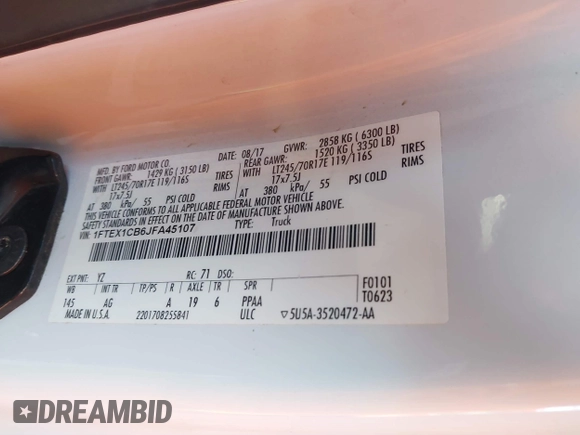 MFD. BY FORD MOTOR CO.
DATE: 08/17 GVWR: 2858 KG ( 6300 LB)
FRONT GAWR: 1429 KG ( 3150 LB) REAR GAWR: 1520 KG ( 3350 LB)
WITH LT245/70R17E 119/116S TIRES WITH LT245/70R17E 119/116S TIRES
17x7.5J RIMS 17x7.5J RIMS
AT 380 kPa/ 55 PSI COLD AT 380 kPa/ 55 PSI COLD
THIS VEHICLE CONFORMS TO ALL APPLICABLE FEDERAL MOTOR VEHICLE
SAFETY STANDARDS IN EFFECT ON THE DATE OF MANUFACTURE SHOWN ABOVE.
VIN: 1FTEX1CB6JFA45107 TYPE: Truck
EXT PNT: YZ RC: 71 DSO: F0101
WB INT TR TP/PS R AXLE TR SPR T0623
145 AG A 19 6 PPAA
MADE IN U.S.A. 2201708255841 ULC ▽5U5A-3520472-AA
DREAMBID